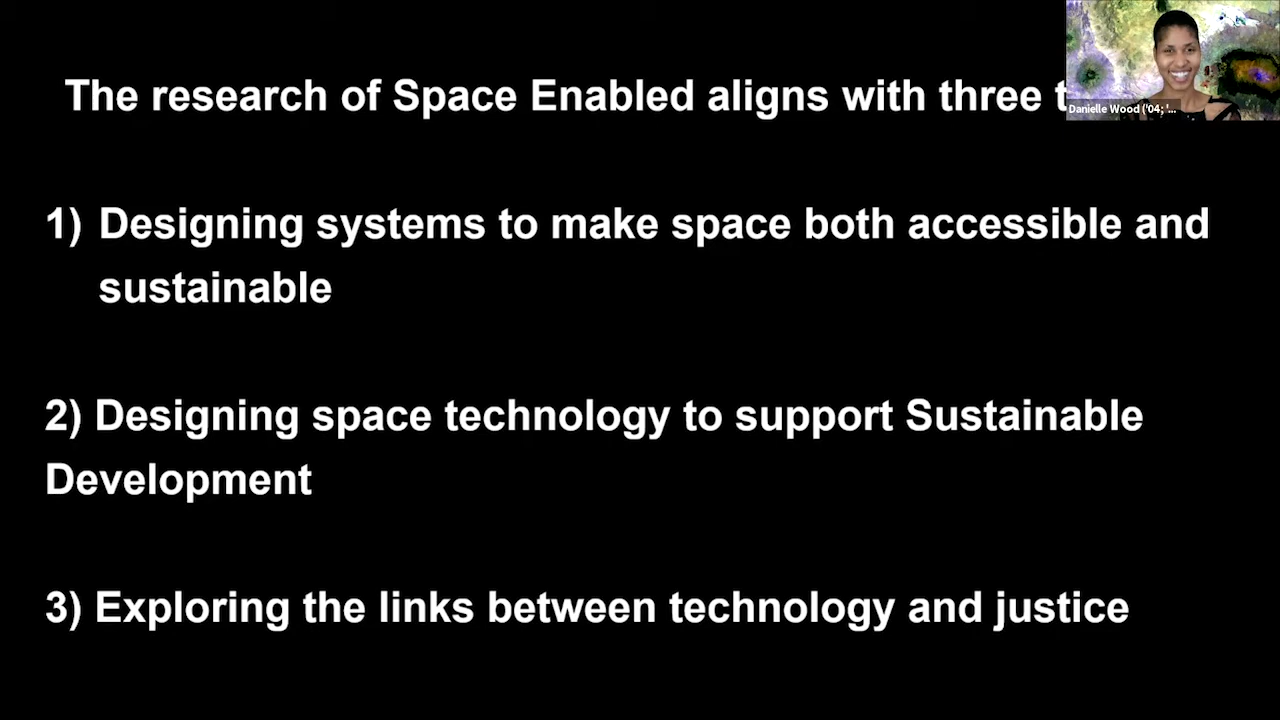 The research of Space Enabled aligns with three
Danielle Wood ('04; '...
1) Designing systems to make space both accessible and
sustainable
2) Designing space technology to support Sustainable
Development
3) Exploring the links between technology and justice